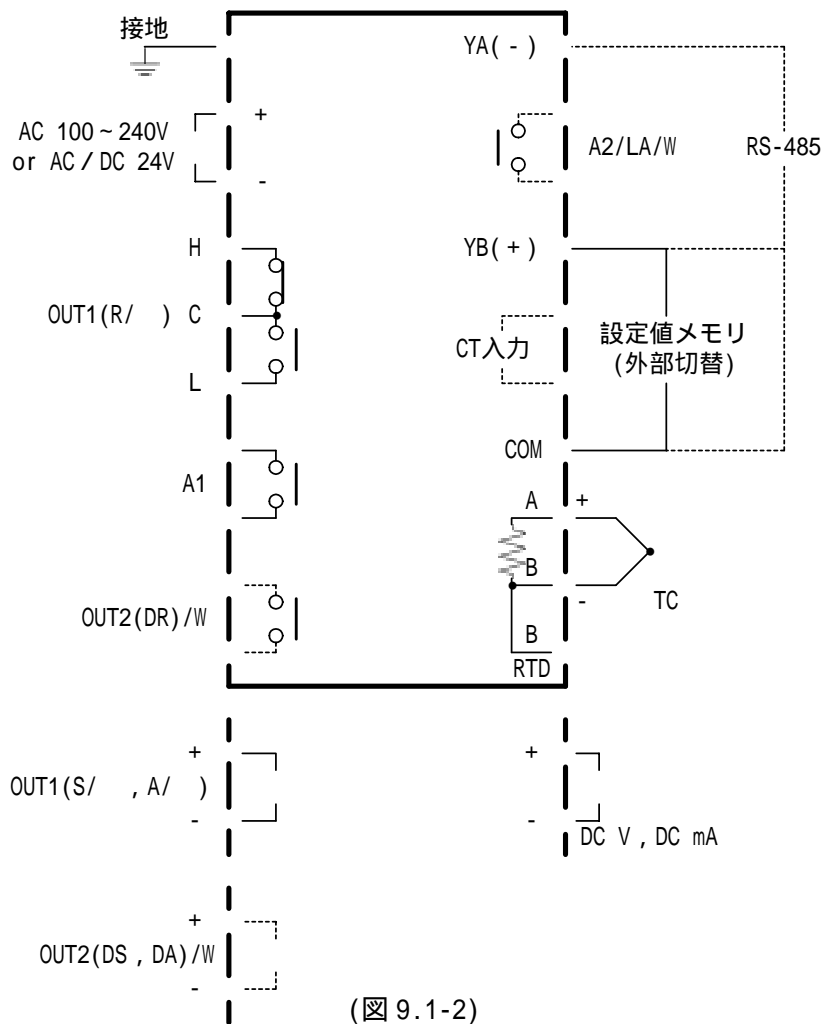 接地
YA( - )
+
AC 100~240V
or AC/DC 24V
-
A2/LA/W
RS-485
H
YB( + )
OUT1(R/ ) C
CT入力
設定値メモリ
(外部切替)
L
COM
A1
A
+
B
-
TC
OUT2(DR)/W
B
RTD
+
OUT1(S/ , A/ )
-
+
-
DC V , DC mA
+
OUT2(DS , DA)/W
-
(図 9.1-2)